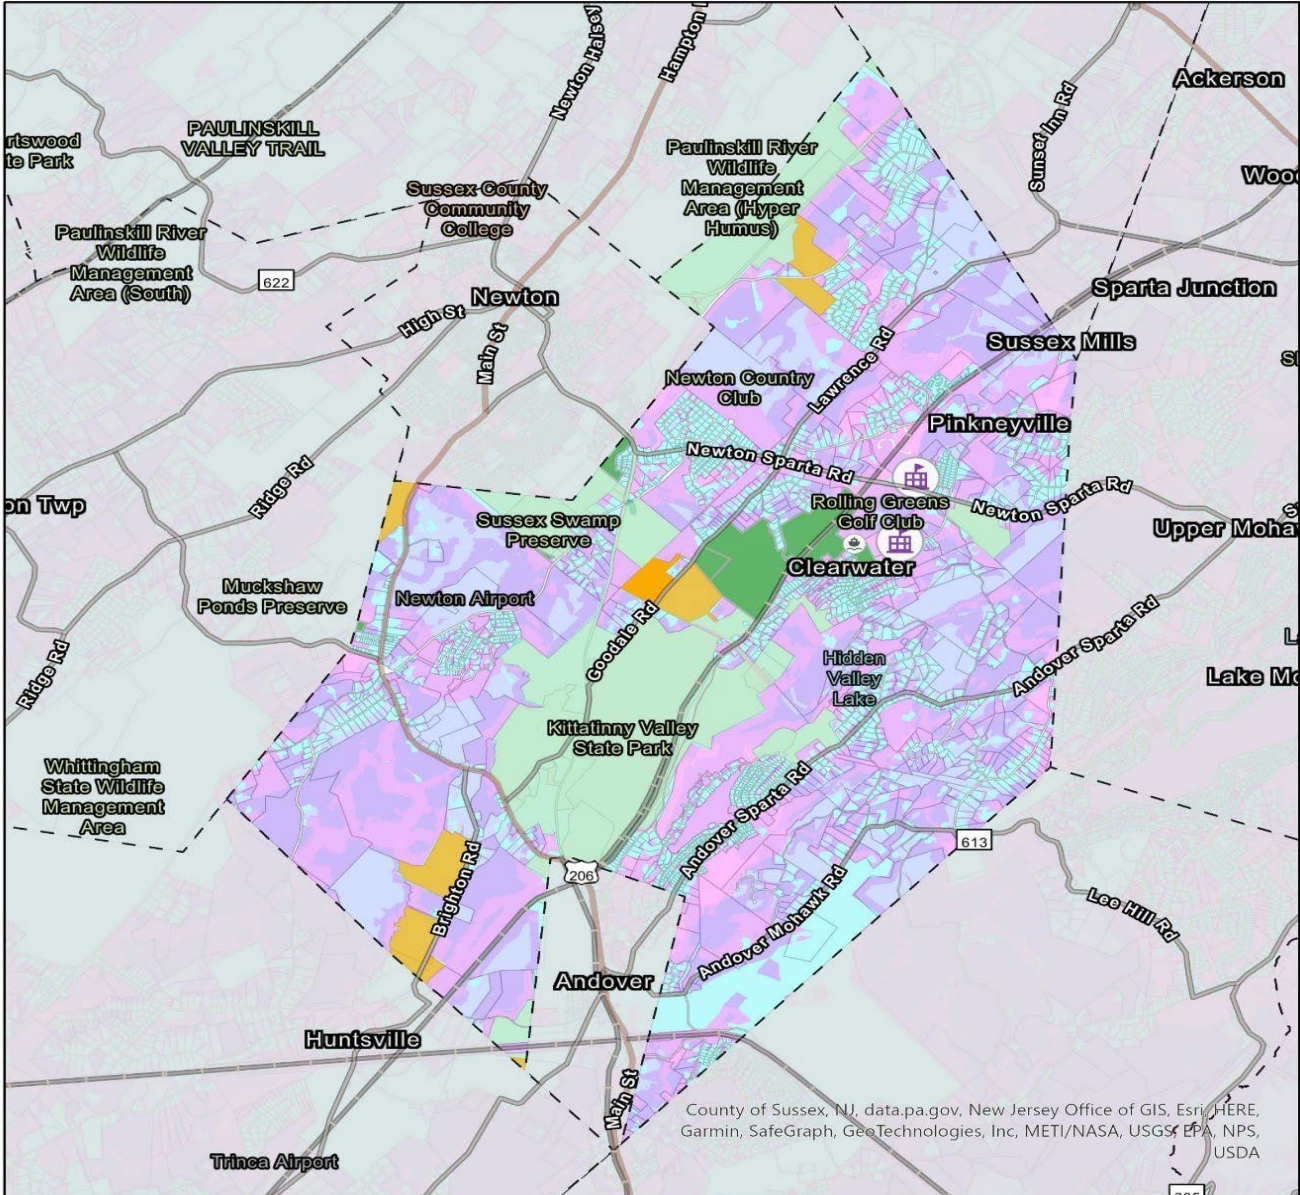 Newton Halsey
Hampton
Ackerson
PAULINSKILL
VALLEY TRAIL
rtswood
te Park
Paulinskill River
Wildlife
Management
Area (Hyper
Humus)
Sunset Inn Rd
Sussex County
Community
College
Paulinskill River
Wildlife
Management
Area (South)
622
Newton
High St
Main St
Sparta Junction
Sussex Mills
Newton Country
Club
Lawrence Rd
Pinkneyville
Newton Sparta Rd
Ridge Rd
on Twp
Rolling Greens
Golf Club
Newton Sparta Rd
Sussex Swamp
Preserve
Upper Moha
Clearwater
Muckshaw
Ponds Preserve
Newton Airport
Goodale Rd
Andover Sparta Rd
Ridge Rd
Hidden
Valley
Lake
Lake Mo
Kittatinny Valley
State Park
Whittingham
State Wildlife
Management
Area
Andover Sparta Rd
613
206
Brighton Rd
Andover Mohawk Rd
Lee Hill Rd
Andover
Huntsville
Main St
County of Sussex, NJ, data.pa.gov, New Jersey Office of GIS, Esri, HERE,
Garmin, SafeGraph, GeoTechnologies, Inc, METI/NASA, USGS, EPA, NPS,
USDA
Trinca Airport